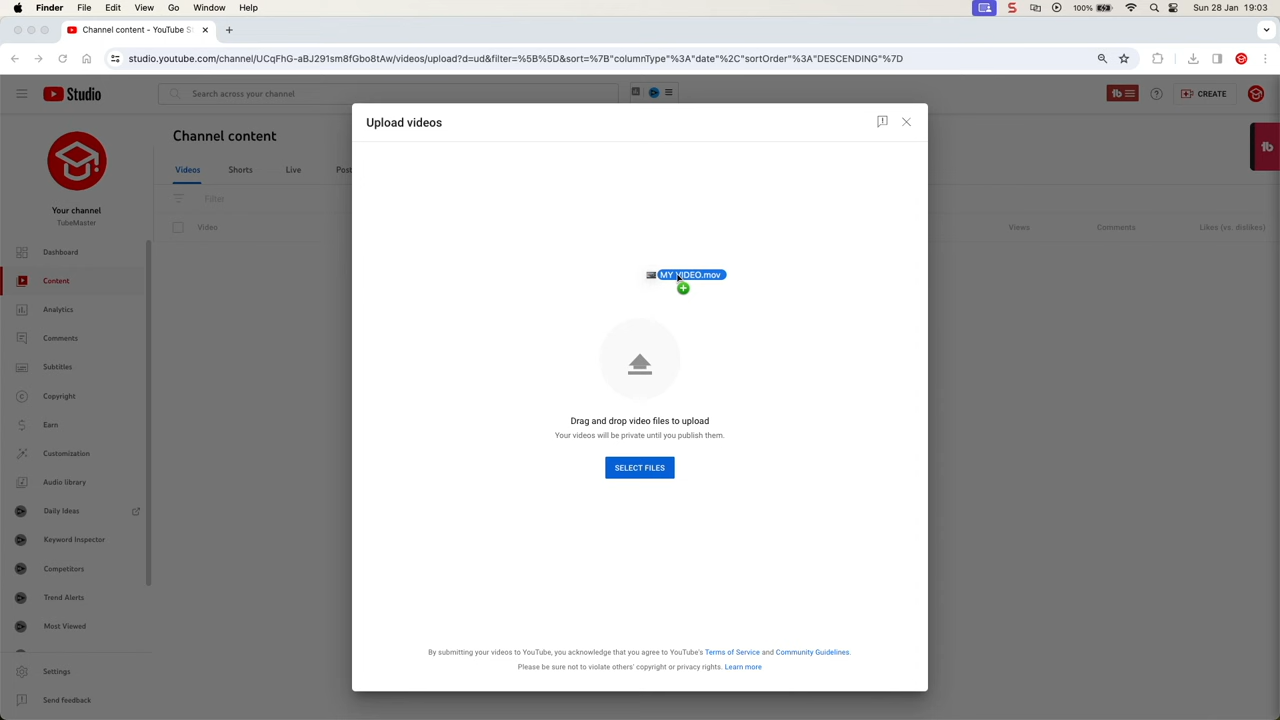 Finder File Edit View Go Window Help
100% Sun 28 Jan 19:03
Channel content - YouTube S
studio.youtube.com/channel/UCqFhG-aBJ291sm8fGbo8tAw/videos/upload?d=ud&filter=%5B%5D&sort=%7B"columnType"%3A"date"%2C"sortOrder"%3A"DESCENDING"%7D
Studio
Search across your channel
CREATE
Upload videos
Channel content
Videos Shorts Live Post
Filter
Video Views Comments Likes (vs. dislikes)
Your channel
TubeMaster
Dashboard
Content
Analytics
Comments
Subtitles
Copyright
Earn
Customization
Audio library
Daily Ideas
Keyword Inspector
Competitors
Trend Alerts
Most Viewed
Settings
Send feedback
MY VIDEO.mov
Drag and drop video files to upload
Your videos will be private until you publish them.
SELECT FILES
By submitting your videos to YouTube, you acknowledge that you agree to YouTube's Terms of Service and Community Guidelines.
Please be sure not to violate others' copyright or privacy rights. Learn more